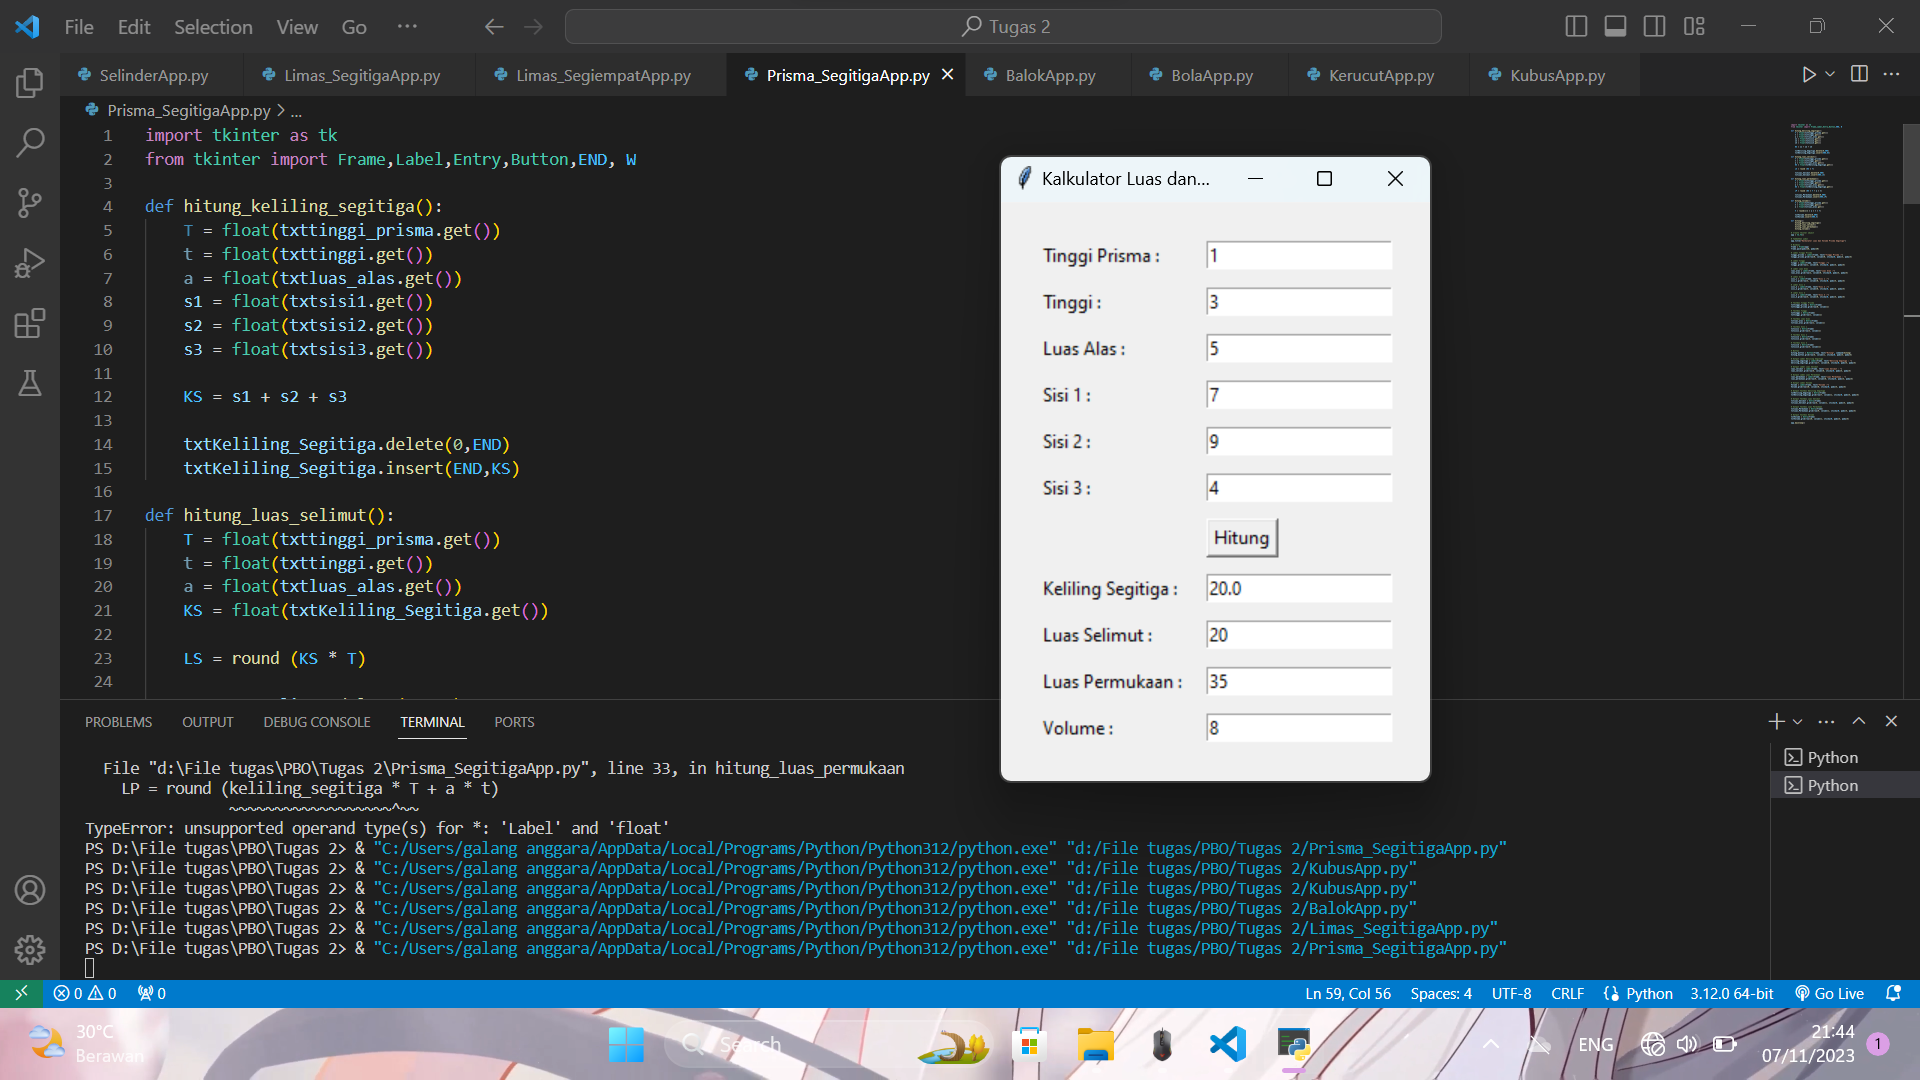 File Edit Selection View Go ··· Tugas 2
SelinderApp.py Limas_SegitigaApp.py Limas_SegiempatApp.py Prisma_SegitigaApp.py BalokApp.py BolaApp.py KerucutApp.py KubusApp.py
Prisma_SegitigaApp.py > ...
1 import tkinter as tk
2 from tkinter import Frame,Label,Entry,Button,END, W
3
4 def hitung_keliling_segitiga():
5 T = float(txttinggi_prisma.get())
6 t = float(txttinggi.get())
7 a = float(txtluas_alas.get())
8 s1 = float(txtsisi1.get())
9 s2 = float(txtsisi2.get())
10 s3 = float(txtsisi3.get())
11
12 KS = s1 + s2 + s3
13
14 txtKeliling_Segitiga.delete(0,END)
15 txtKeliling_Segitiga.insert(END,KS)
16
17 def hitung_luas_selimut():
18 T = float(txttinggi_prisma.get())
19 t = float(txttinggi.get())
20 a = float(txtluas_alas.get())
21 KS = float(txtKeliling_Segitiga.get())
22
23 LS = round (KS * T)
24
Kalkulator Luas dan...
Tinggi Prisma : 1
Tinggi : 3
Luas Alas : 5
Sisi 1 : 7
Sisi 2 : 9
Sisi 3 : 4
Hitung
Keliling Segitiga : 20.0
Luas Selimut : 20
Luas Permukaan : 35
Volume : 8
PROBLEMS OUTPUT DEBUG CONSOLE TERMINAL PORTS
File "d:\File tugas\PBO\Tugas 2\Prisma_SegitigaApp.py", line 33, in hitung_luas_permukaan
LP = round (keliling_segitiga * T + a * t)
~~~~~~~~~~~~~~~~~~^~~
TypeError: unsupported operand type(s) for *: 'Label' and 'float'
PS D:\File tugas\PBO\Tugas 2> & "C:/Users/galang anggara/AppData/Local/Programs/Python/Python312/python.exe" "d:/File tugas/PBO/Tugas 2/Prisma_SegitigaApp.py"
PS D:\File tugas\PBO\Tugas 2> & "C:/Users/galang anggara/AppData/Local/Programs/Python/Python312/python.exe" "d:/File tugas/PBO/Tugas 2/KubusApp.py"
PS D:\File tugas\PBO\Tugas 2> & "C:/Users/galang anggara/AppData/Local/Programs/Python/Python312/python.exe" "d:/File tugas/PBO/Tugas 2/KubusApp.py"
PS D:\File tugas\PBO\Tugas 2> & "C:/Users/galang anggara/AppData/Local/Programs/Python/Python312/python.exe" "d:/File tugas/PBO/Tugas 2/BalokApp.py"
PS D:\File tugas\PBO\Tugas 2> & "C:/Users/galang anggara/AppData/Local/Programs/Python/Python312/python.exe" "d:/File tugas/PBO/Tugas 2/Limas_SegitigaApp.py"
PS D:\File tugas\PBO\Tugas 2> & "C:/Users/galang anggara/AppData/Local/Programs/Python/Python312/python.exe" "d:/File tugas/PBO/Tugas 2/Prisma_SegitigaApp.py"
Python
Python
0 0 0 Ln 59, Col 56 Spaces: 4 UTF-8 CRLF Python 3.12.0 64-bit Go Live
30°C
Berawan
Search
ENG
21:44
07/11/2023
1